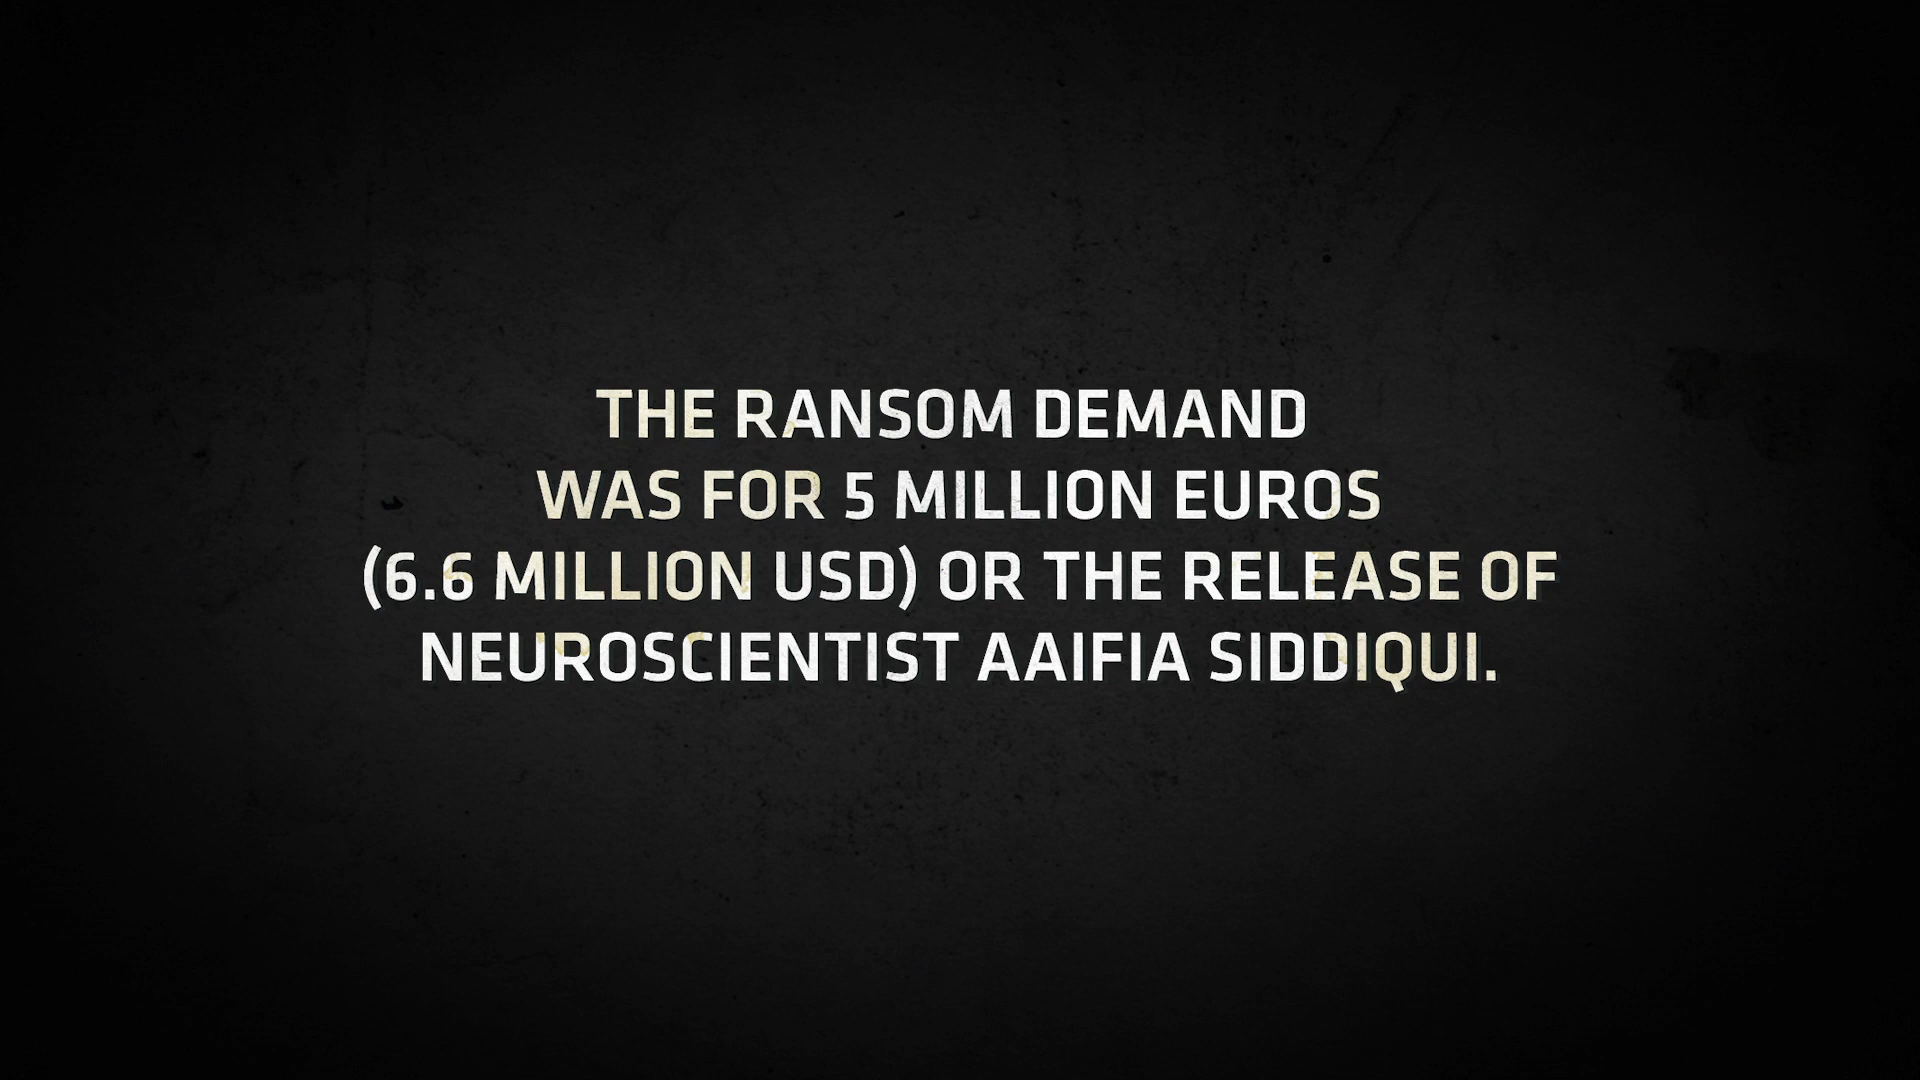 THE RANSOM DEMAND
WAS FOR 5 MILLION EUROS
(6.6 MILLION USD) OR THE RELEASE OF
NEUROSCIENTIST AAIFIA SIDDIQUI.